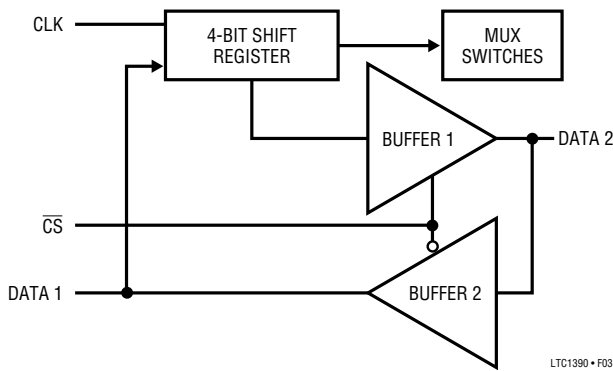 CLK
4-BIT SHIFT
REGISTER
MUX
SWITCHES
BUFFER 1
DATA 2
CS
DATA 1
BUFFER 2
LTC1390 • F03